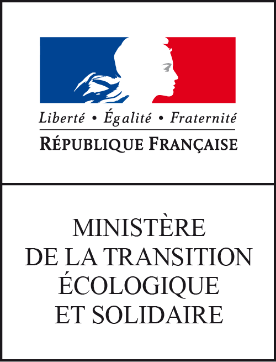 Liberté • Égalité • Fraternité
RÉPUBLIQUE FRANÇAISE
MINISTÈRE
DE LA TRANSITION
ÉCOLOGIQUE
ET SOLIDAIRE